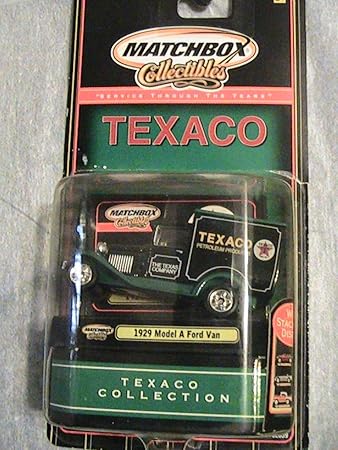 MATCHBOX
Collectibles
"SERVICE THROUGH THE YEARS"
TEXACO
MATCHBOX
Collectibles
TEXACO
PETROLEUM PRODUCTS
THE TEXAS
COMPANY
MATCHBOX
1929 Model A Ford Van
TEXACO
COLLECTION